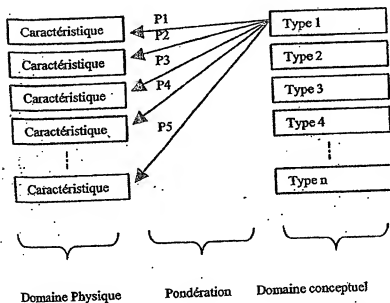 P1
Caractéristique
Type 1
P2
Caractéristique
P3
Type 2
P4
Caractéristique
Type 3
Caractéristique
P5
Type 4
Caractéristique
Type n
Domaine Physique
Pondération
Domaine conceptuel